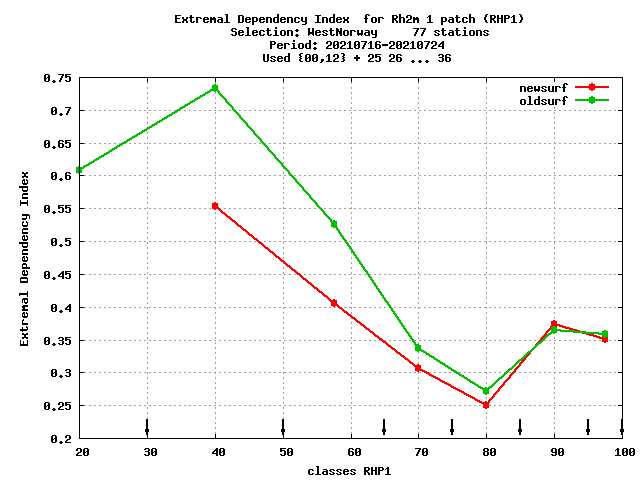 Extremal Dependency Index  for Rh2m 1 patch (RHP1)
Selection: WestNorway     77 stations
Period: 20210716-20210724
Used {00,12} + 25 26 ... 36
newsurf
oldsurf
0.75
0.7
0.65
0.6
0.55
0.5
0.45
0.4
0.35
0.3
0.25
0.2
Extremal Dependency Index
20 30 40 50 60 70 80 90 100
classes RHP1